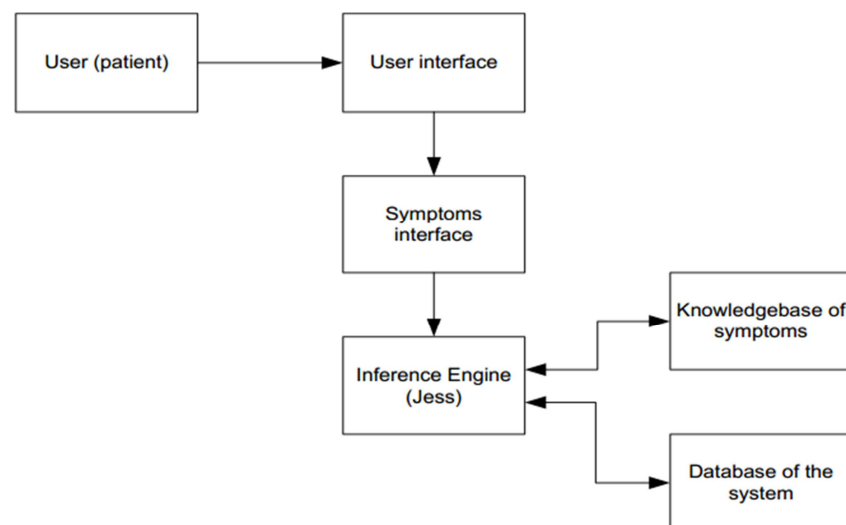 User (patient)
User interface
Symptoms
interface
Knowledgebase of
symptoms
Inference Engine
(Jess)
Database of the
system